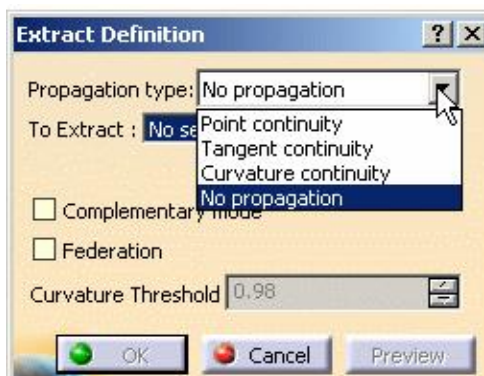 Extract Definition
Propagation type: No propagation
To Extract : No se
Point continuity
Tangent continuity
Curvature continuity
No propagation
Complementary mode
Federation
Curvature Threshold 0.98
OK Cancel Preview